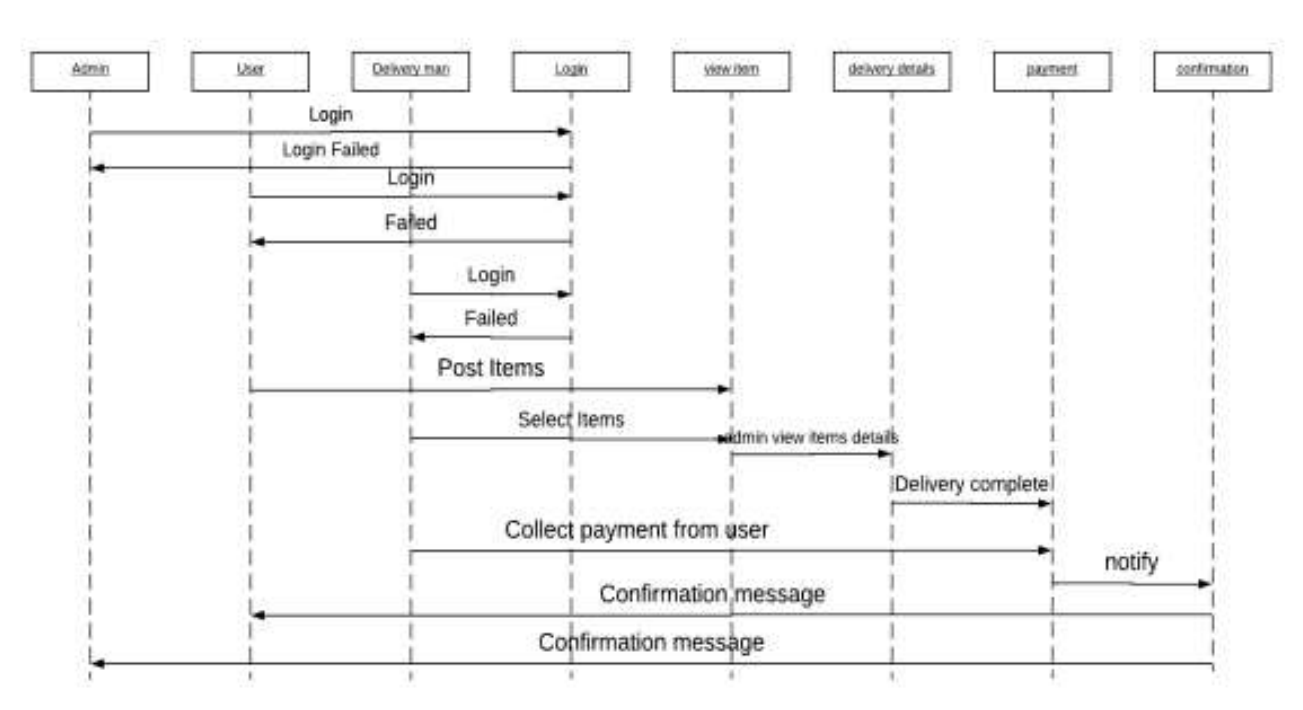 Admin
User
Delivery man
Login
view item
delivery details
payment
confirmation
Login
Login Failed
Login
Failed
Login
Failed
Post Items
Select Items
admin view items details
Delivery complete
Collect payment from user
notify
Confirmation message
Confirmation message